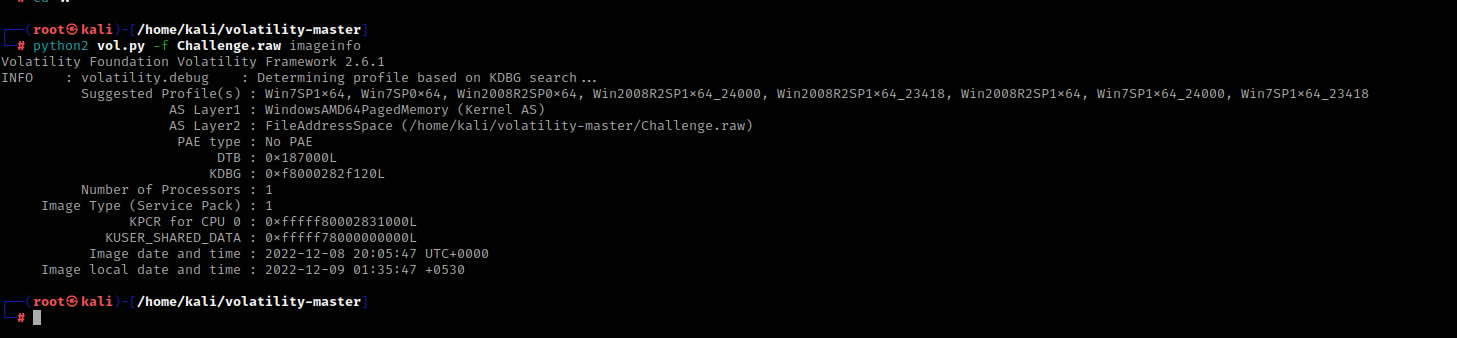 ┌──(root㉿kali)-[/home/kali/volatility-master]
└─# python2 vol.py -f Challenge.raw imageinfo
Volatility Foundation Volatility Framework 2.6.1
INFO    : volatility.debug    : Determining profile based on KDBG search...
          Suggested Profile(s) : Win7SP1x64, Win7SP0x64, Win2008R2SP0x64, Win2008R2SP1x64_24000, Win2008R2SP1x64_23418, Win2008R2SP1x64, Win7SP1x64_24000, Win7SP1x64_23418
                     AS Layer1 : WindowsAMD64PagedMemory (Kernel AS)
                     AS Layer2 : FileAddressSpace (/home/kali/volatility-master/Challenge.raw)
                      PAE type : No PAE
                           DTB : 0x187000L
                          KDBG : 0xf8000282f120L
          Number of Processors : 1
     Image Type (Service Pack) : 1
                KPCR for CPU 0 : 0xfffff80002831000L
             KUSER_SHARED_DATA : 0xfffff78000000000L
           Image date and time : 2022-12-08 20:05:47 UTC+0000
     Image local date and time : 2022-12-09 01:35:47 +0530
┌──(root㉿kali)-[/home/kali/volatility-master]
└─#